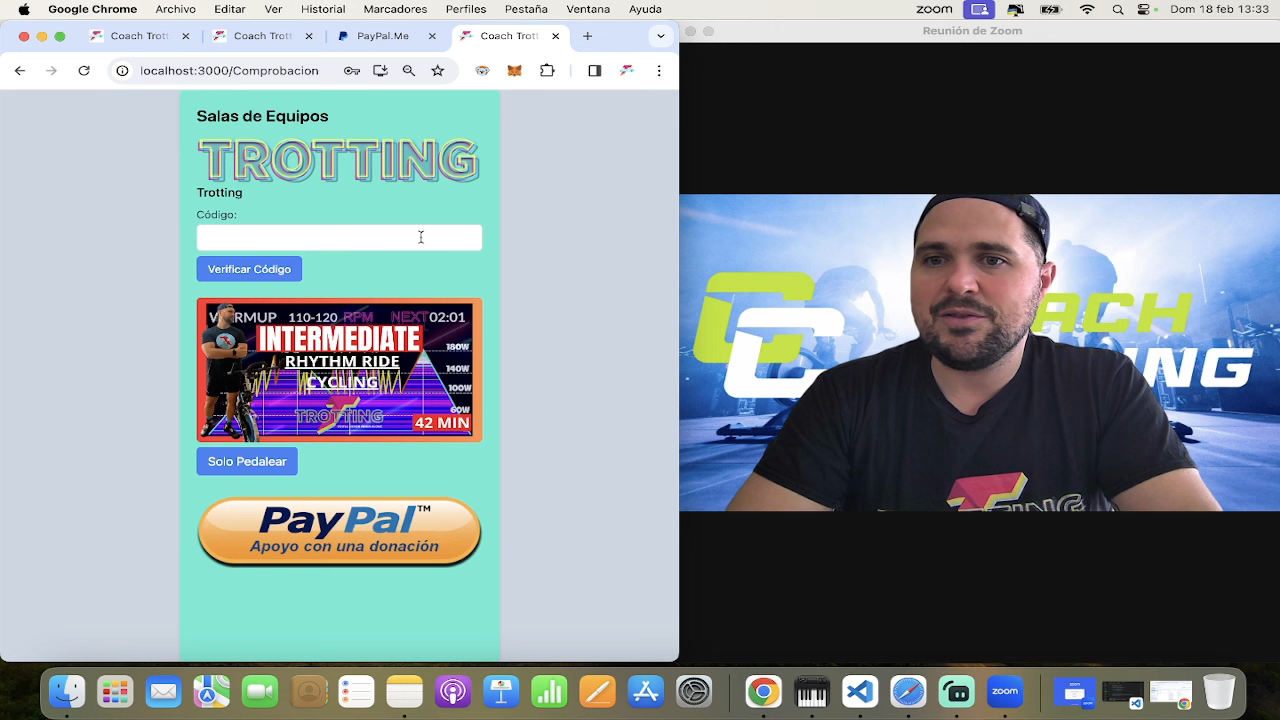 Google Chrome Archivo Editar Ver Historial Marcadores Perfiles Pestaña Ventana Ayuda
zoom Dom 18 feb 13:33
Coach Trott
Coach Trott
PayPal.Me
Coach Trott
Reunión de Zoom
localhost:3000/Comprobacion
Salas de Equipos
TROTTING
Trotting
Código:
Verificar Código
WARMUP 110-120 RPM NEXT 02:01
INTERMEDIATE
RHYTHM RIDE
CYCLING
180W
140W
100W
60W
TROTTING
42 MIN
Solo Pedalear
PayPal™
Apoyo con una donación
zoom